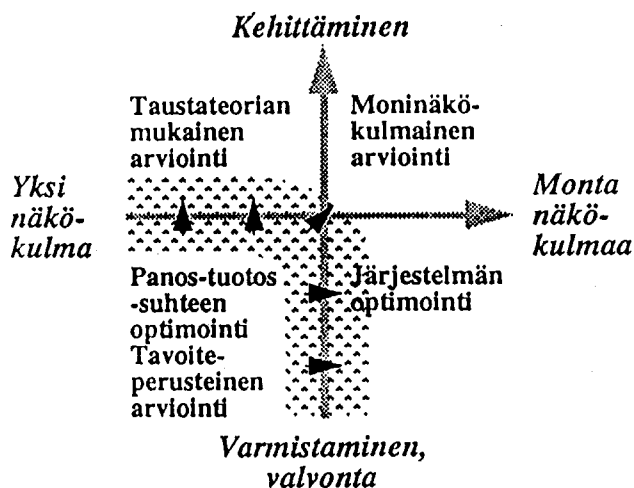 Kehittäminen
Taustateorian
mukainen
arviointi
Moninäkö-
kulmainen
arviointi
Yksi
näkö-
kulma
Monta
näkö-
kulmaa
Panos-tuotos
-suhteen
optimointi
Tavoite-
perusteinen
arviointi
Järjestelmän
optimointi
Varmistaminen,
valvonta